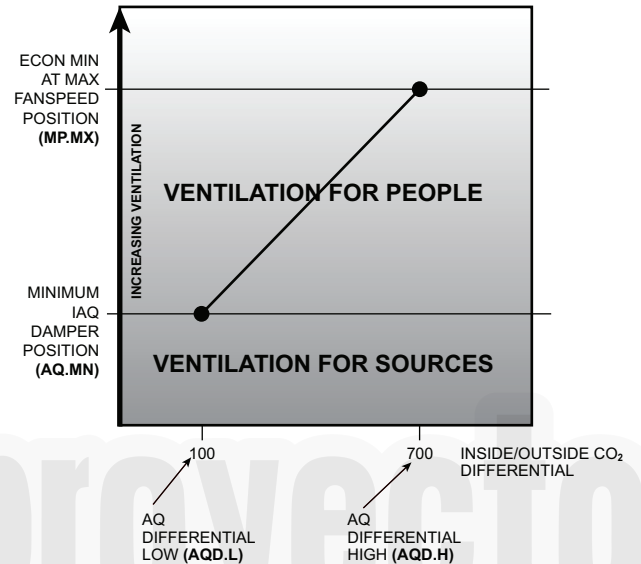 ECON MIN
AT MAX
FANSPEED
POSITION
(MP.MX)
INCREASING VENTILATION
VENTILATION FOR PEOPLE
MINIMUM
IAQ
DAMPER
POSITION
(AQ.MN)
VENTILATION FOR SOURCES
100
700
INSIDE/OUTSIDE CO₂
DIFFERENTIAL
AQ
DIFFERENTIAL
LOW (AQD.L)
AQ
DIFFERENTIAL
HIGH (AQD.H)